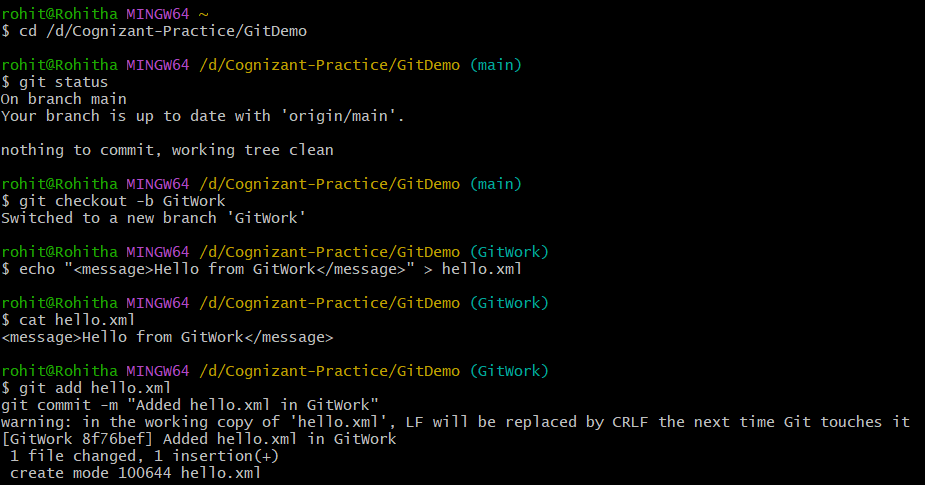 rohit@Rohitha MINGW64 ~
$ cd /d/Cognizant-Practice/GitDemo
rohit@Rohitha MINGW64 /d/Cognizant-Practice/GitDemo (main)
$ git status
On branch main
Your branch is up to date with 'origin/main'.
nothing to commit, working tree clean
rohit@Rohitha MINGW64 /d/Cognizant-Practice/GitDemo (main)
$ git checkout -b GitWork
Switched to a new branch 'GitWork'
rohit@Rohitha MINGW64 /d/Cognizant-Practice/GitDemo (GitWork)
$ echo "<message>Hello from GitWork</message>" > hello.xml
rohit@Rohitha MINGW64 /d/Cognizant-Practice/GitDemo (GitWork)
$ cat hello.xml
<message>Hello from GitWork</message>
rohit@Rohitha MINGW64 /d/Cognizant-Practice/GitDemo (GitWork)
$ git add hello.xml
git commit -m "Added hello.xml in GitWork"
warning: in the working copy of 'hello.xml', LF will be replaced by CRLF the next time Git touches it
[GitWork 8f76bef] Added hello.xml in GitWork
 1 file changed, 1 insertion(+)
 create mode 100644 hello.xml